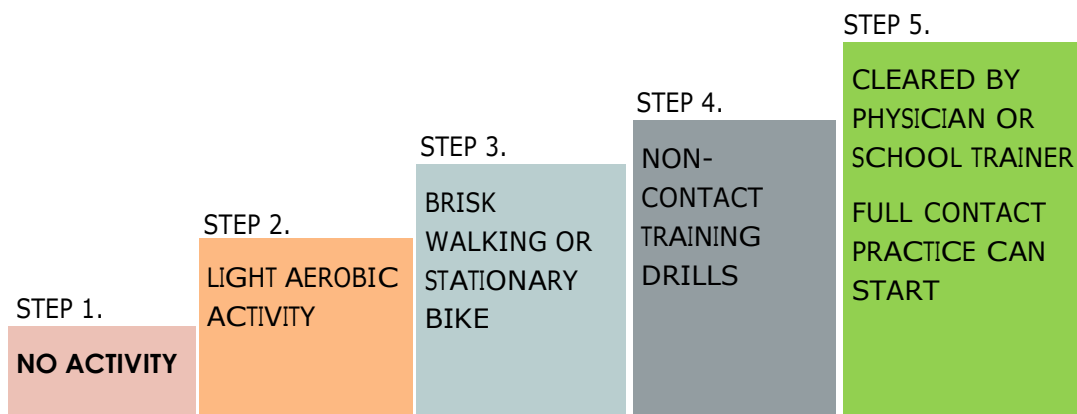 STEP 1.
NO ACTIVITY
STEP 2.
LIGHT AEROBIC
ACTIVITY
STEP 3.
BRISK
WALKING OR
STATIONARY
BIKE
STEP 4.
NON-
CONTACT
TRAINING
DRILLS
STEP 5.
CLEARED BY
PHYSICIAN OR
SCHOOL TRAINER
FULL CONTACT
PRACTICE CAN
START